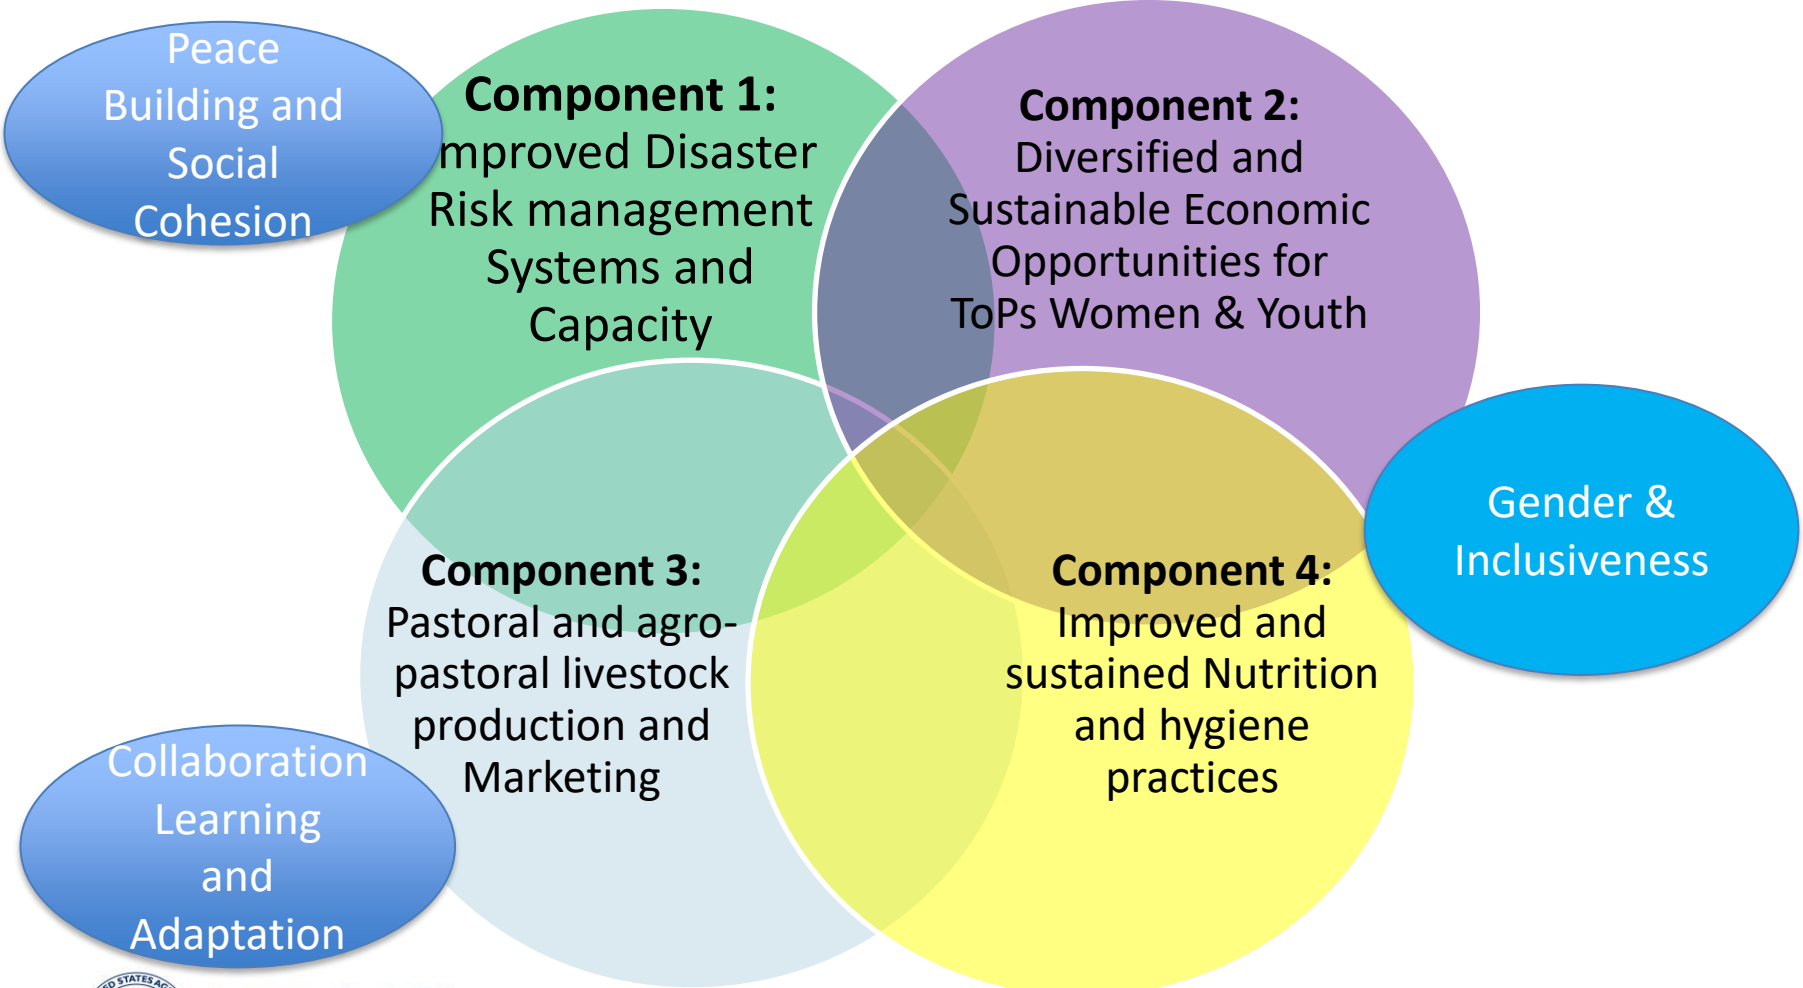 Peace
Building and
Social
Cohesion
Component 1:
mproved Disaster
Risk management
Systems and
Capacity
Component 2:
Diversified and
Sustainable Economic
Opportunities for
ToPs Women & Youth
Gender &
Inclusiveness
Component 3:
Pastoral and agro-
pastoral livestock
production and
Marketing
Component 4:
Improved and
sustained Nutrition
and hygiene
practices
Collaboration
Learning
and
Adaptation
STATES